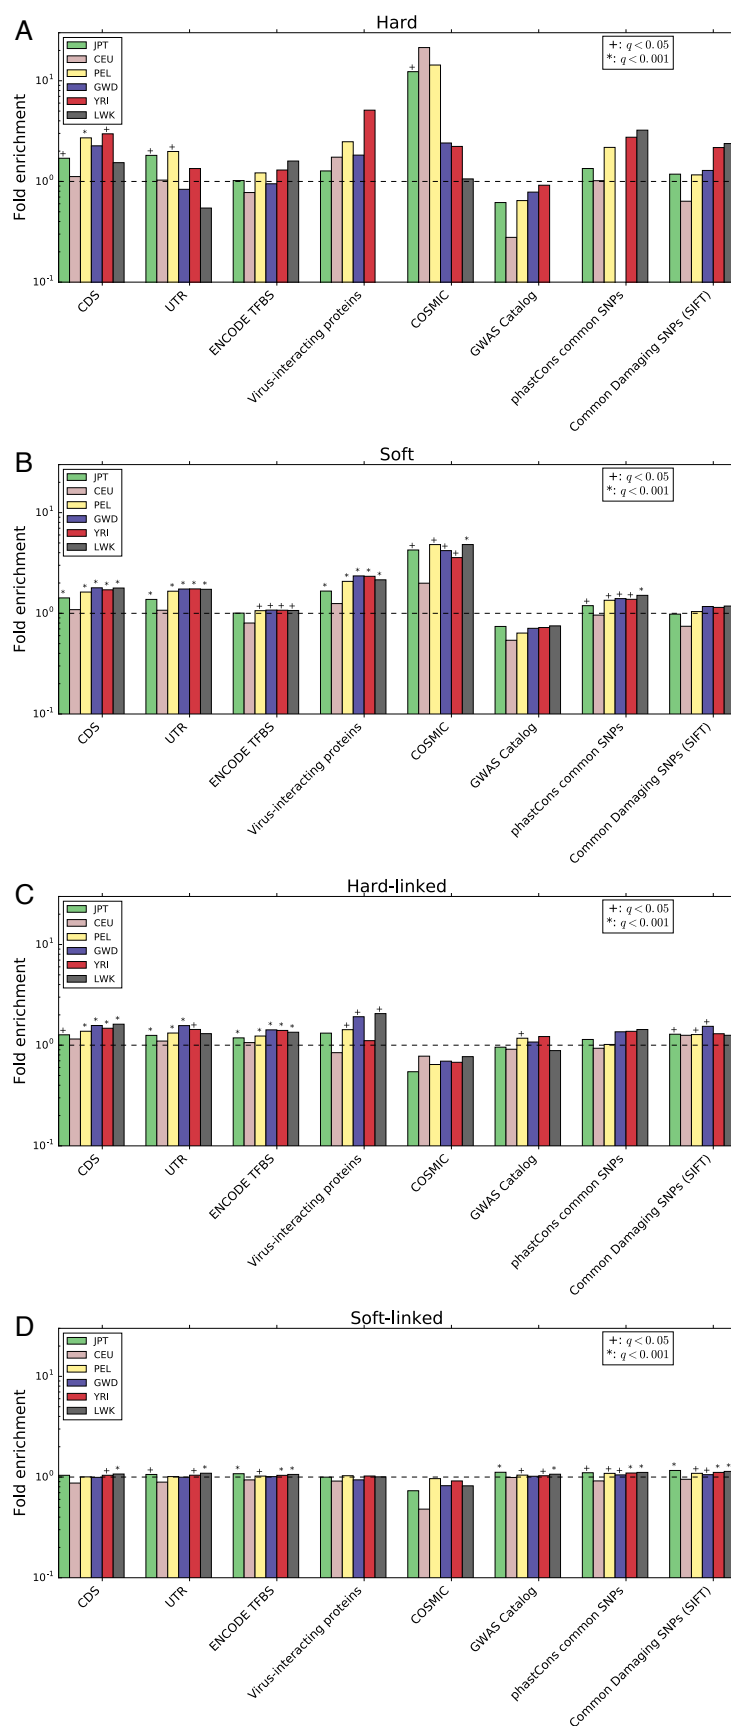 A
Hard
Fold enrichment
10¹
10⁰
10⁻¹
JPT
CEU
PEL
GWD
YRI
LWK
+: q < 0.05
*: q < 0.001
+ * + + + +
CDS
UTR
ENCODE TFBS
Virus-interacting proteins
COSMIC
GWAS Catalog
phastCons common SNPs
Common Damaging SNPs (SIFT)
B
Soft
Fold enrichment
10¹
10⁰
10⁻¹
JPT
CEU
PEL
GWD
YRI
LWK
+: q < 0.05
*: q < 0.001
* * * * * * * * * * + + + + * * * * * + + + + * + + + + *
CDS
UTR
ENCODE TFBS
Virus-interacting proteins
COSMIC
GWAS Catalog
phastCons common SNPs
Common Damaging SNPs (SIFT)
C
Hard-linked
Fold enrichment
10¹
10⁰
10⁻¹
JPT
CEU
PEL
GWD
YRI
LWK
+: q < 0.05
*: q < 0.001
+ * * * * * * * + * * * * * + + + + + + +
CDS
UTR
ENCODE TFBS
Virus-interacting proteins
COSMIC
GWAS Catalog
phastCons common SNPs
Common Damaging SNPs (SIFT)
D
Soft-linked
Fold enrichment
10¹
10⁰
10⁻¹
JPT
CEU
PEL
GWD
YRI
LWK
+: q < 0.05
*: q < 0.001
+ * + + * * + * * * + + * + + + * * * + + * *
CDS
UTR
ENCODE TFBS
Virus-interacting proteins
COSMIC
GWAS Catalog
phastCons common SNPs
Common Damaging SNPs (SIFT)